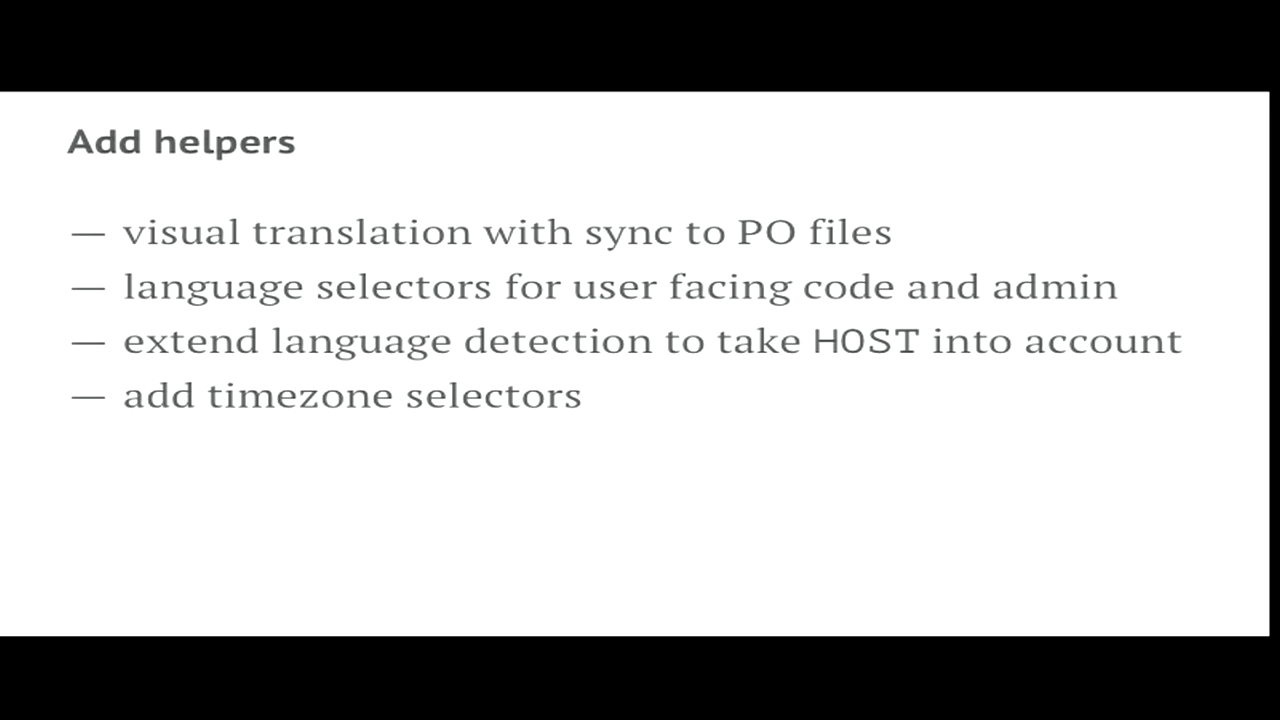 Add helpers
— visual translation with sync to PO files
— language selectors for user facing code and admin
— extend language detection to take HOST into account
— add timezone selectors